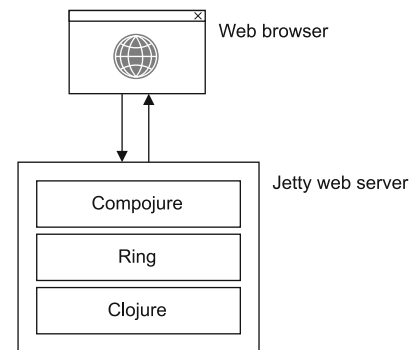 Web browser
Jetty web server
Compojure
Ring
Clojure